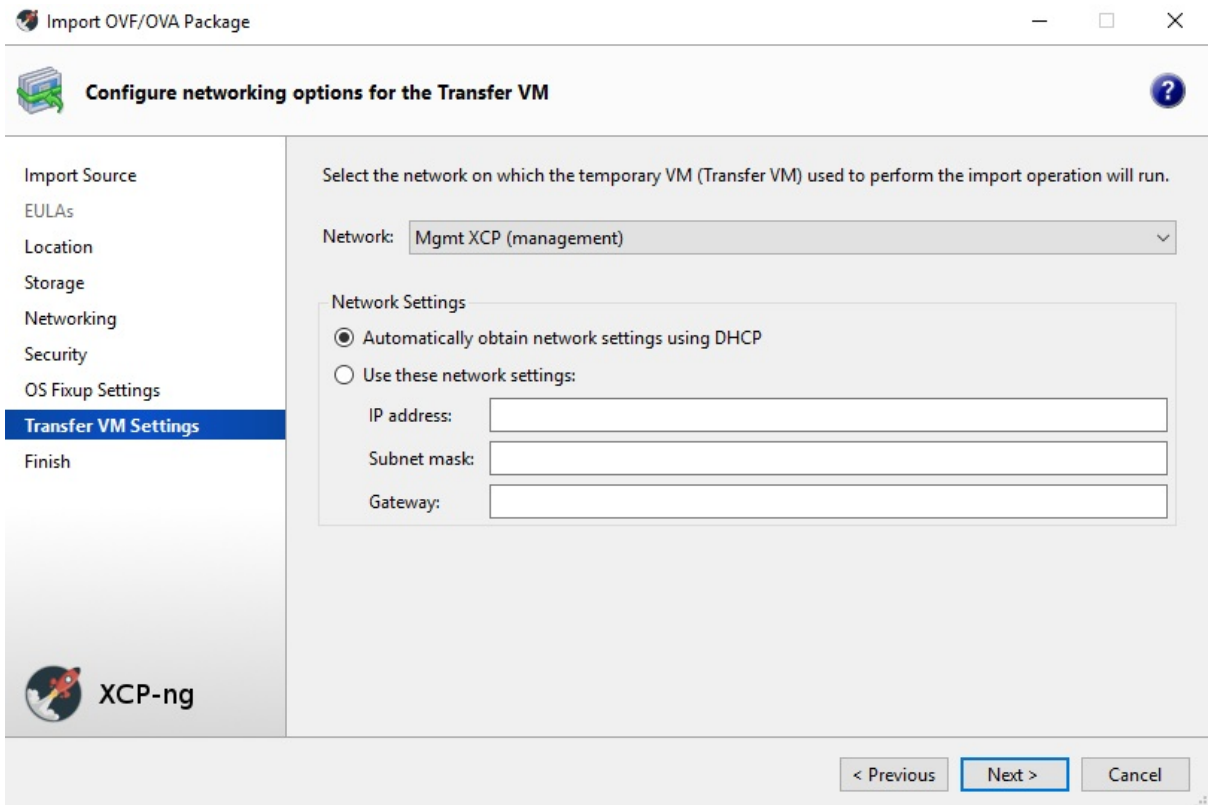 Import OVF/OVA Package
Configure networking options for the Transfer VM
?
Import Source
EULAs
Location
Storage
Networking
Security
OS Fixup Settings
Transfer VM Settings
Finish
XCP-ng
Select the network on which the temporary VM (Transfer VM) used to perform the import operation will run.
Network: Mgmt XCP (management)
Network Settings
Automatically obtain network settings using DHCP
Use these network settings:
IP address:
Subnet mask:
Gateway:
< Previous Next > Cancel